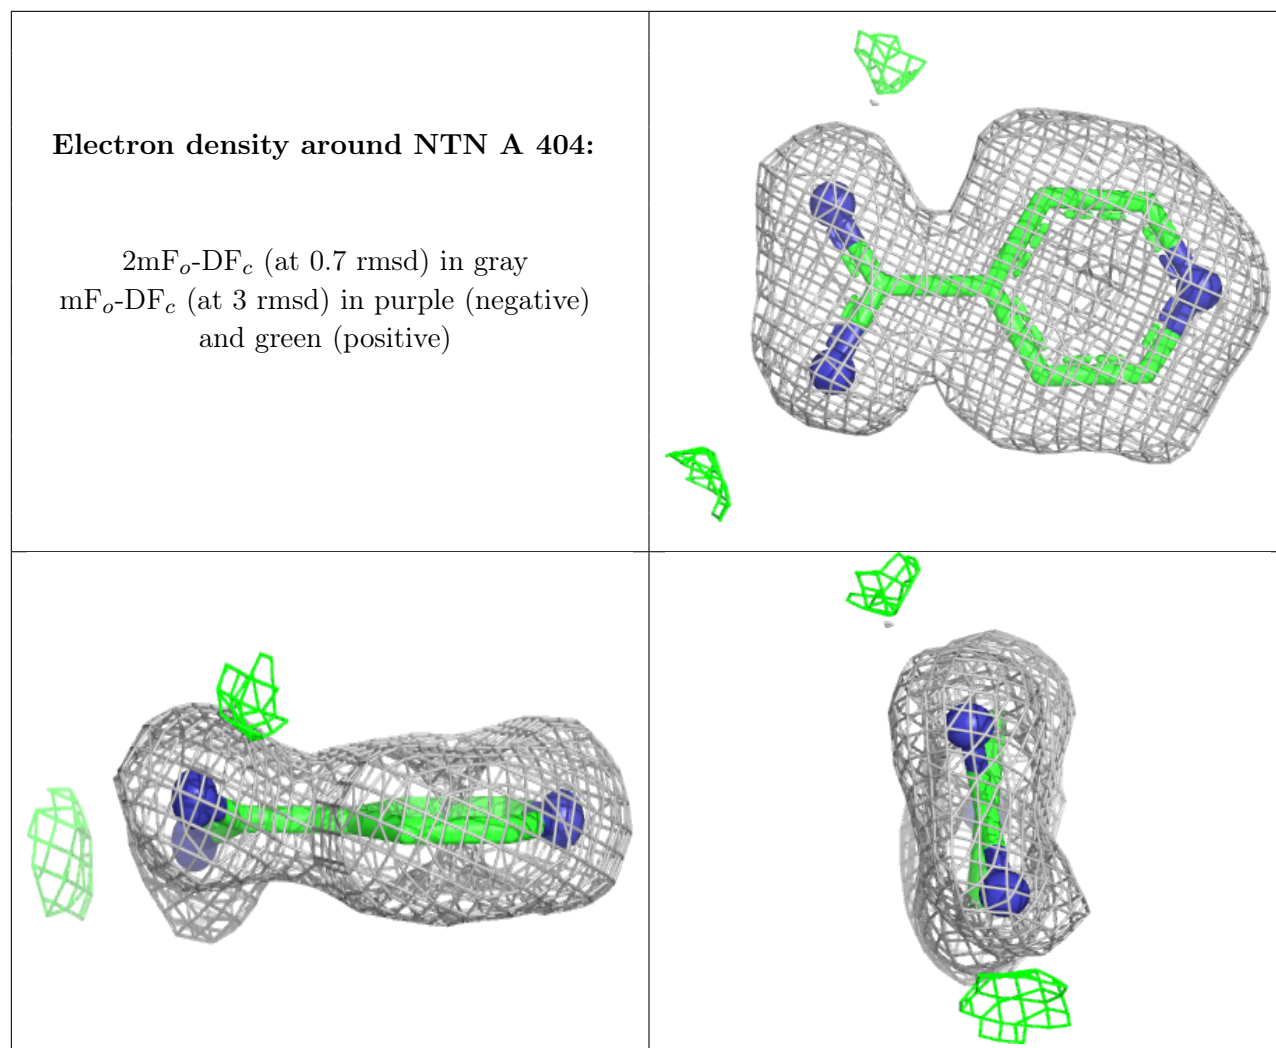 Electron density around NTN A 404:
2mFo-DFc (at 0.7 rmsd) in gray
mFo-DFc (at 3 rmsd) in purple (negative)
and green (positive)